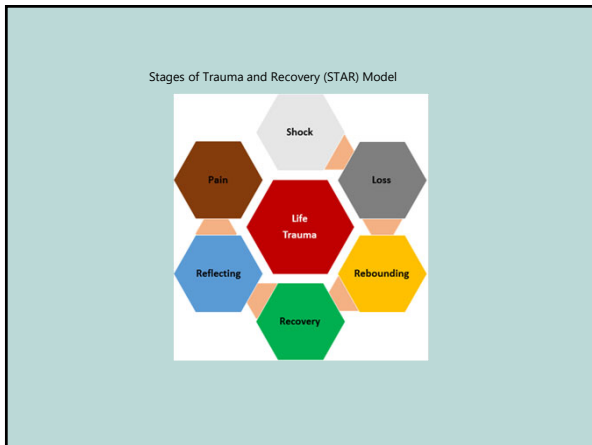 Stages of Trauma and Recovery (STAR) Model
Shock
Pain
Loss
Life
Trauma
Reflecting
Rebounding
Recovery